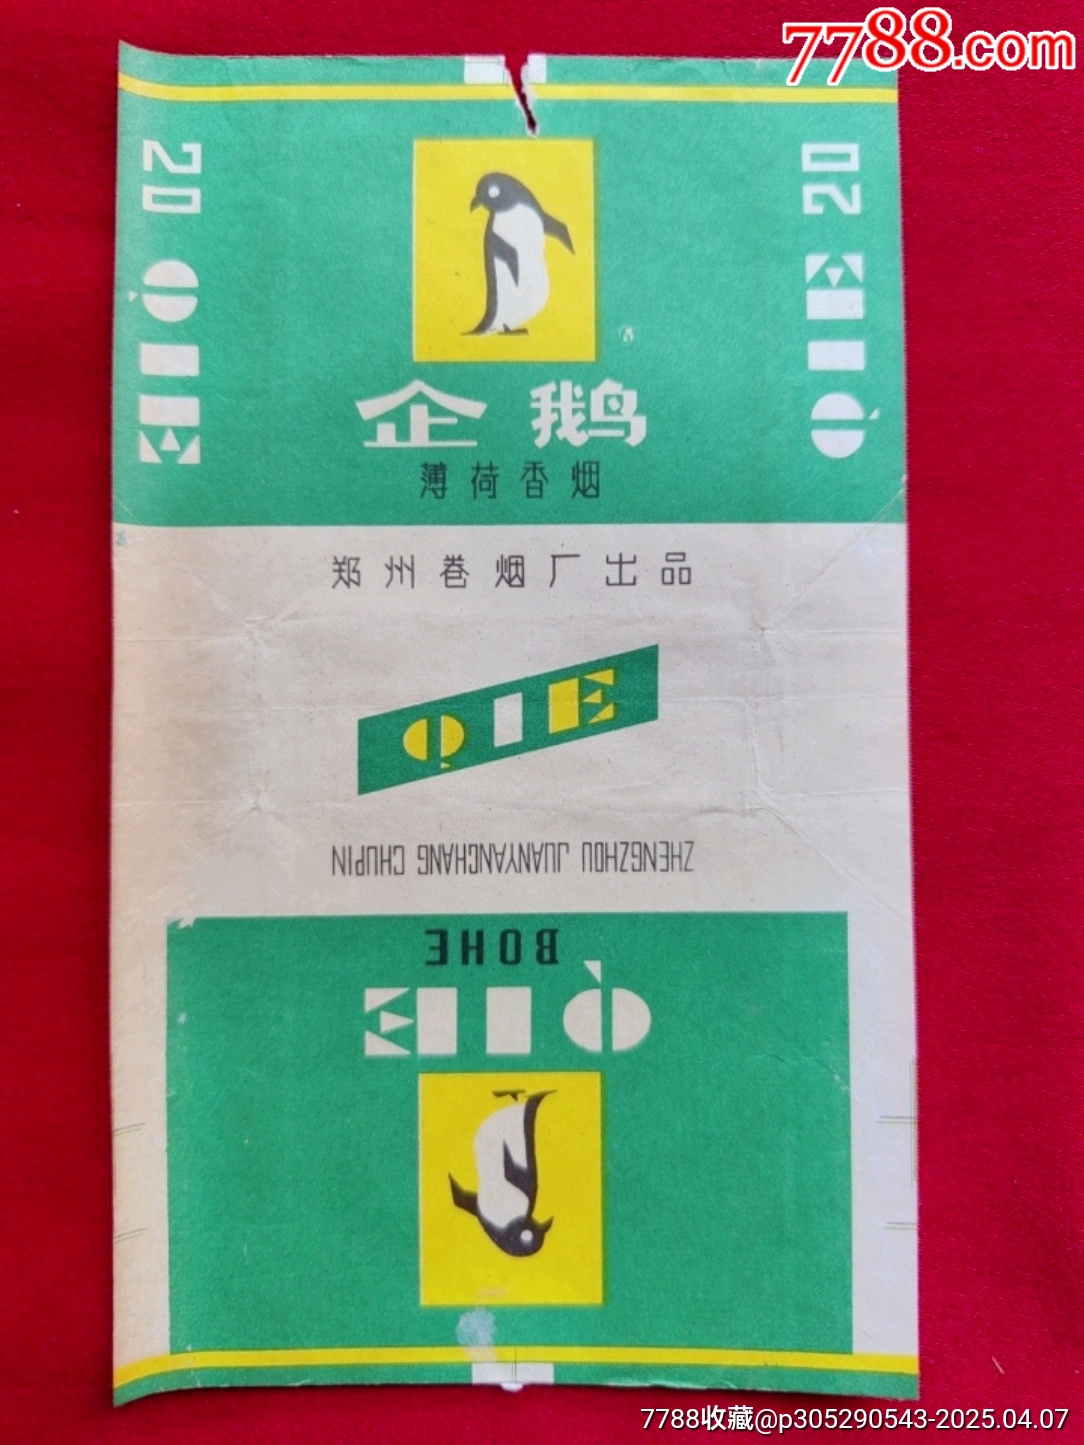 7788.com
20 QIE
20 QIE
企鹅
薄荷香烟
郑州卷烟厂出品
QIE
ZHENGZHOU JUANYANCHANG CHUPIN
BOHE
QIE
7788收藏@p305290543-2025.04.07